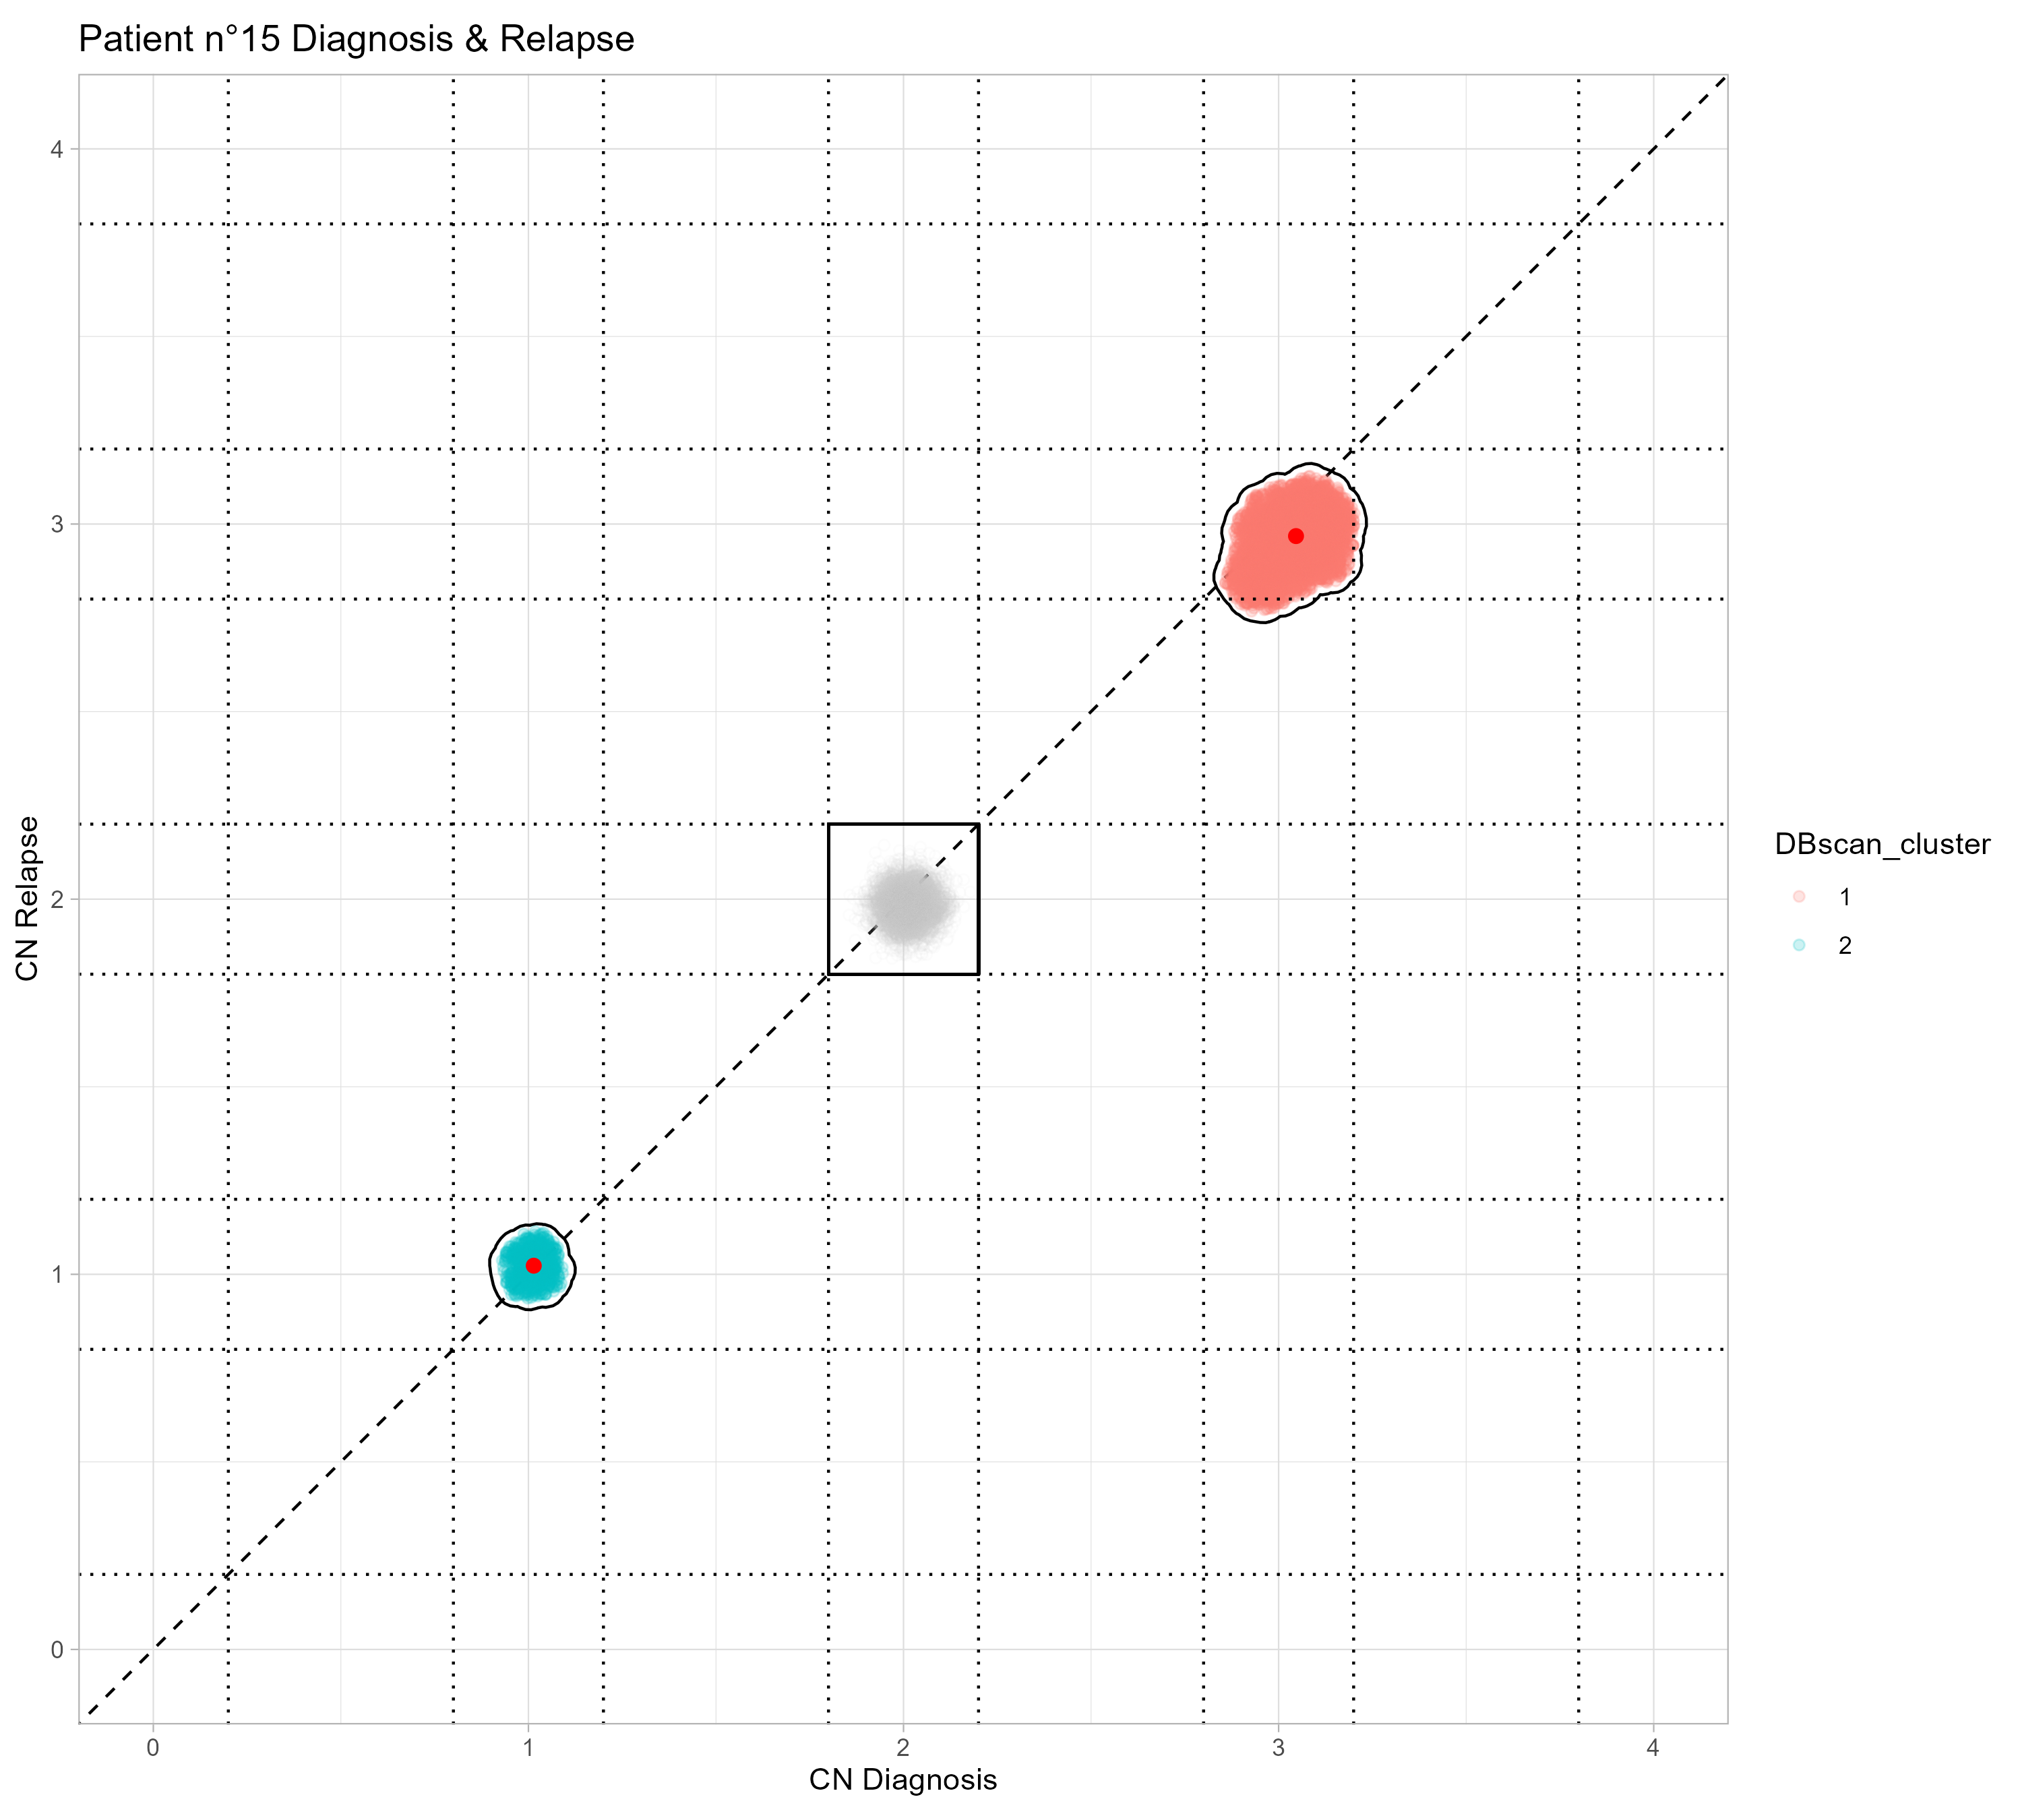 Patient n°15 Diagnosis & Relapse
4
3
2
1
0
CN Relapse
0 1 2 3 4
CN Diagnosis
DBscan_cluster
1
2